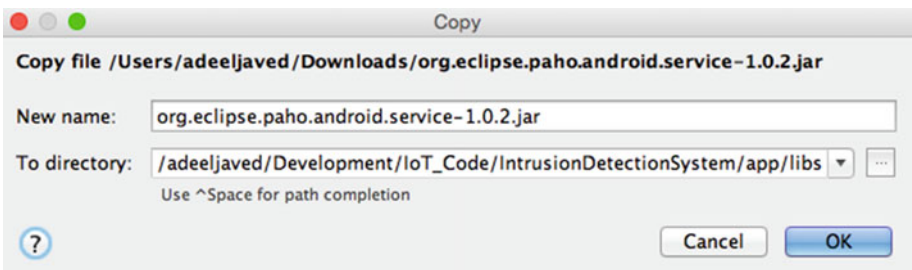 Copy
Copy file /Users/adeeljaved/Downloads/org.eclipse.paho.android.service-1.0.2.jar
New name: org.eclipse.paho.android.service-1.0.2.jar
To directory: /adeeljaved/Development/IoT_Code/IntrusionDetectionSystem/app/libs ...
Use ^Space for path completion
? Cancel OK